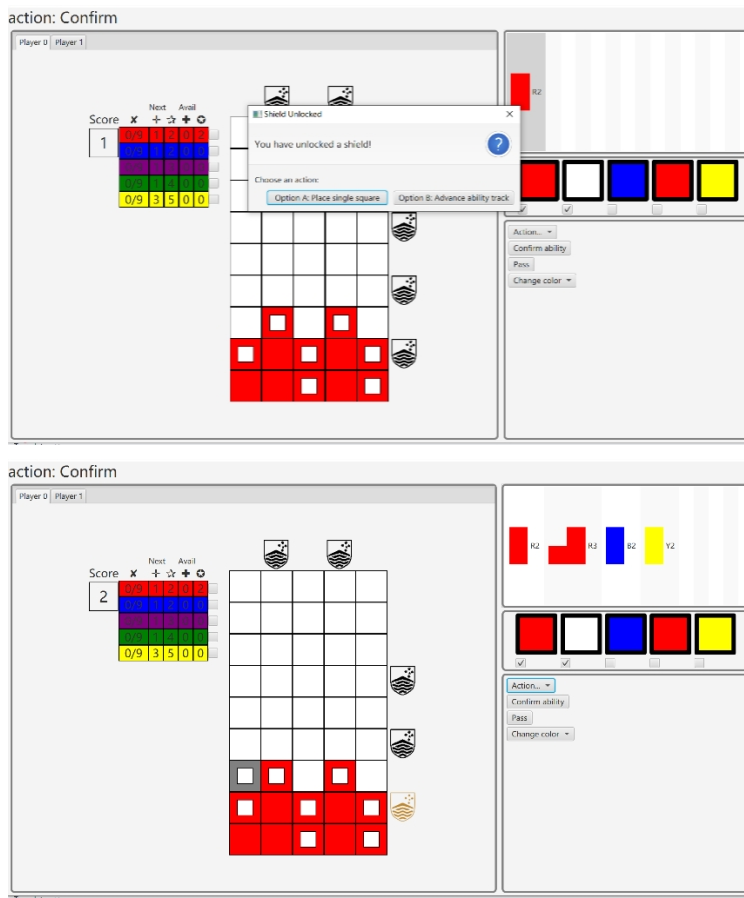 action: Confirm
Player 0 Player 1
R2
Next Avail
Score
1
0/9 1 2 0 2
0/9 1 2 0 0
1 4 0 0
0/9 3 5 0 0
Shield Unlocked
You have unlocked a shield!
?
Choose an action:
Option A: Place single square Option B: Advance ability track
Action...
Confirm ability
Pass
Change color
action: Confirm
Player 0 Player 1
R2 R3 B2 Y2
Next Avail
Score
2
0/9 1 2 0 2
0/9 1 2 0 0
1 4 0 0
0/9 3 5 0 0
Action...
Confirm ability
Pass
Change color